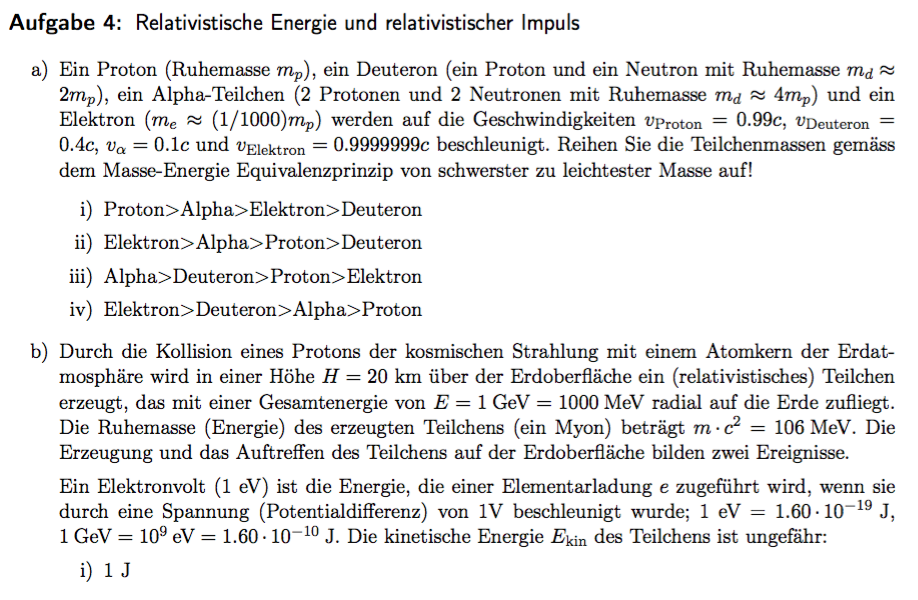 Aufgabe 4: Relativistische Energie und relativistischer Impuls
a) Ein Proton (Ruhemasse m_p), ein Deuteron (ein Proton und ein Neutron mit Ruhemasse m_d ≈
2m_p), ein Alpha-Teilchen (2 Protonen und 2 Neutronen mit Ruhemasse m_d ≈ 4m_p) und ein
Elektron (m_e ≈ (1/1000)m_p) werden auf die Geschwindigkeiten v_Proton = 0.99c, v_Deuteron =
0.4c, v_α = 0.1c und v_Elektron = 0.9999999c beschleunigt. Reihen Sie die Teilchenmassen gemäss
dem Masse-Energie Equivalenzprinzip von schwerster zu leichtester Masse auf!
i) Proton>Alpha>Elektron>Deuteron
ii) Elektron>Alpha>Proton>Deuteron
iii) Alpha>Deuteron>Proton>Elektron
iv) Elektron>Deuteron>Alpha>Proton
b) Durch die Kollision eines Protons der kosmischen Strahlung mit einem Atomkern der Erdat-
mosphäre wird in einer Höhe H = 20 km über der Erdoberfläche ein (relativistisches) Teilchen
erzeugt, das mit einer Gesamtenergie von E = 1 GeV = 1000 MeV radial auf die Erde zufliegt.
Die Ruhemasse (Energie) des erzeugten Teilchens (ein Myon) beträgt m · c² = 106 MeV. Die
Erzeugung und das Auftreffen des Teilchens auf der Erdoberfläche bilden zwei Ereignisse.
Ein Elektronvolt (1 eV) ist die Energie, die einer Elementarladung e zugeführt wird, wenn sie
durch eine Spannung (Potentialdifferenz) von 1V beschleunigt wurde; 1 eV = 1.60 · 10⁻¹⁹ J,
1 GeV = 10⁹ eV = 1.60 · 10⁻¹⁰ J. Die kinetische Energie E_kin des Teilchens ist ungefähr:
i) 1 J